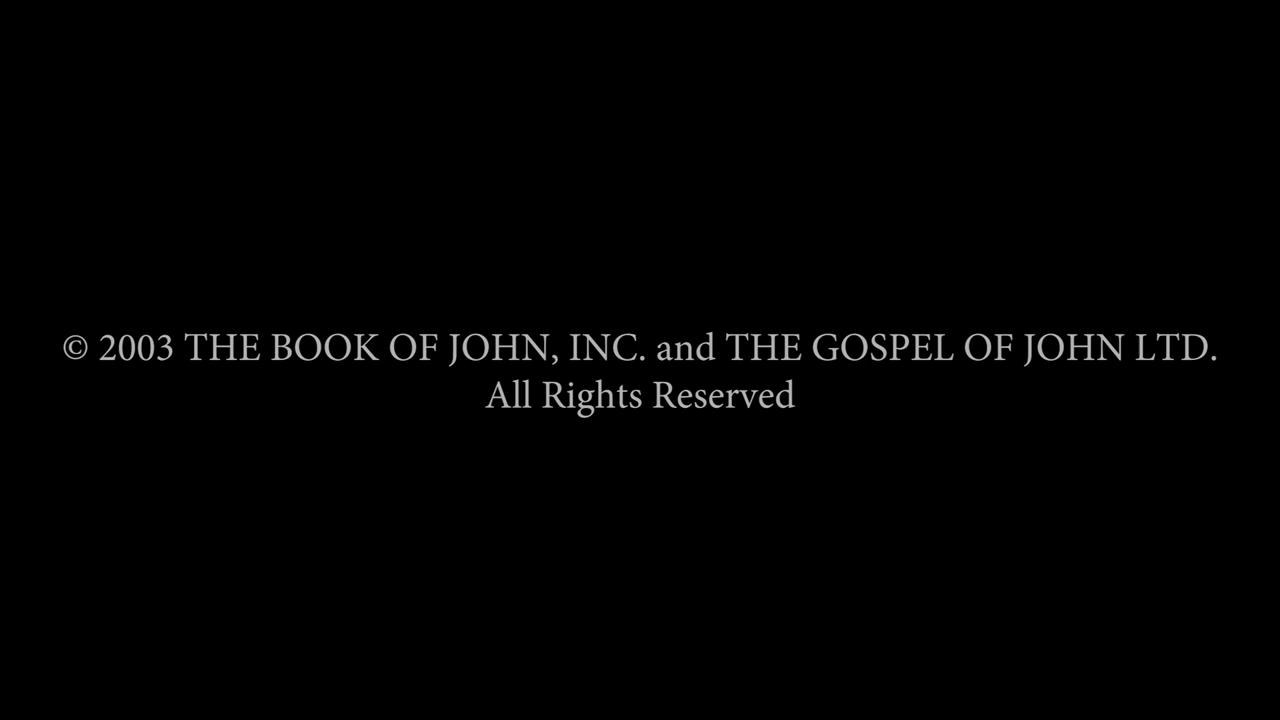 © 2003 THE BOOK OF JOHN, INC. and THE GOSPEL OF JOHN LTD.
All Rights Reserved